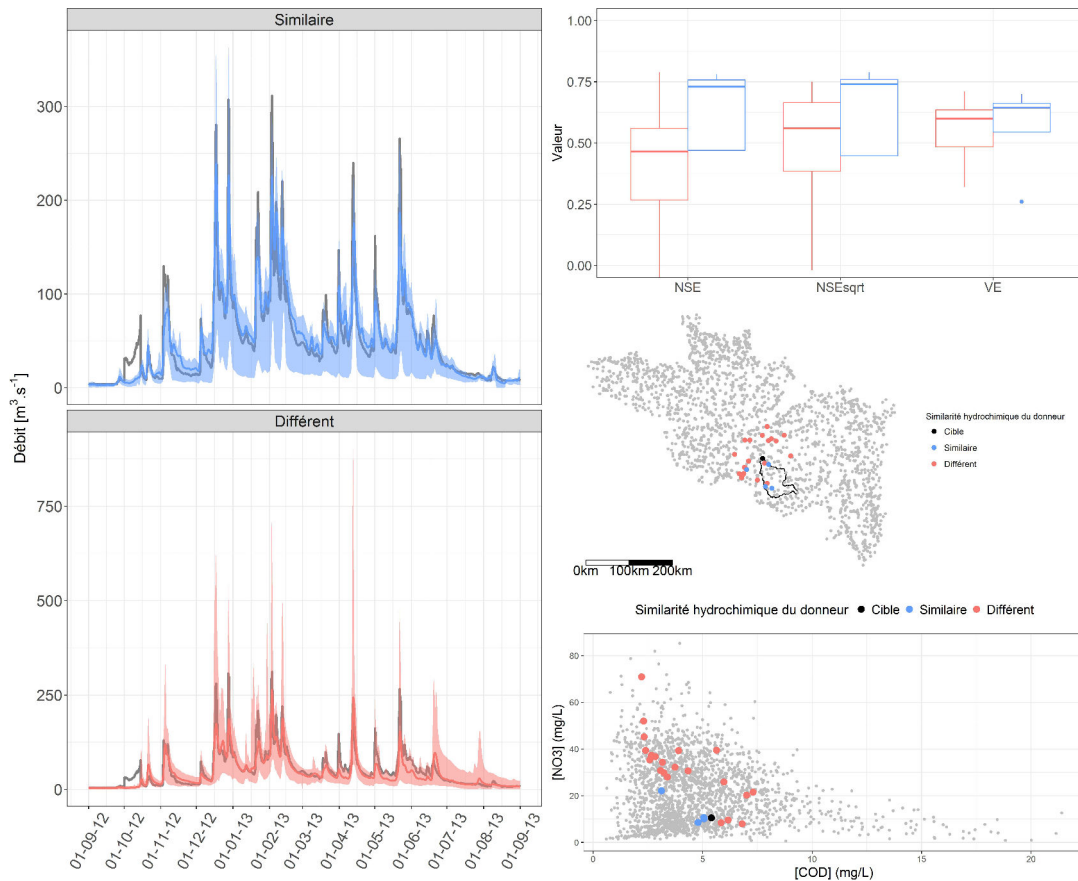 Similaire
300
200
100
0
Différent
750
500
250
0
Débit [m³.s⁻¹]
01-09-12
01-10-12
01-11-12
01-12-12
01-01-13
01-02-13
01-03-13
01-04-13
01-05-13
01-06-13
01-07-13
01-08-13
01-09-13
1.00
0.75
0.50
0.25
0.00
Valeur
NSE NSEsqrt VE
Similarité hydrochimique du donneur
Cible
Similaire
Différent
0km 100km 200km
Similarité hydrochimique du donneur Cible Similaire Différent
80
60
40
20
0
[NO3] (mg/L)
0 5 10 15 20
[COD] (mg/L)